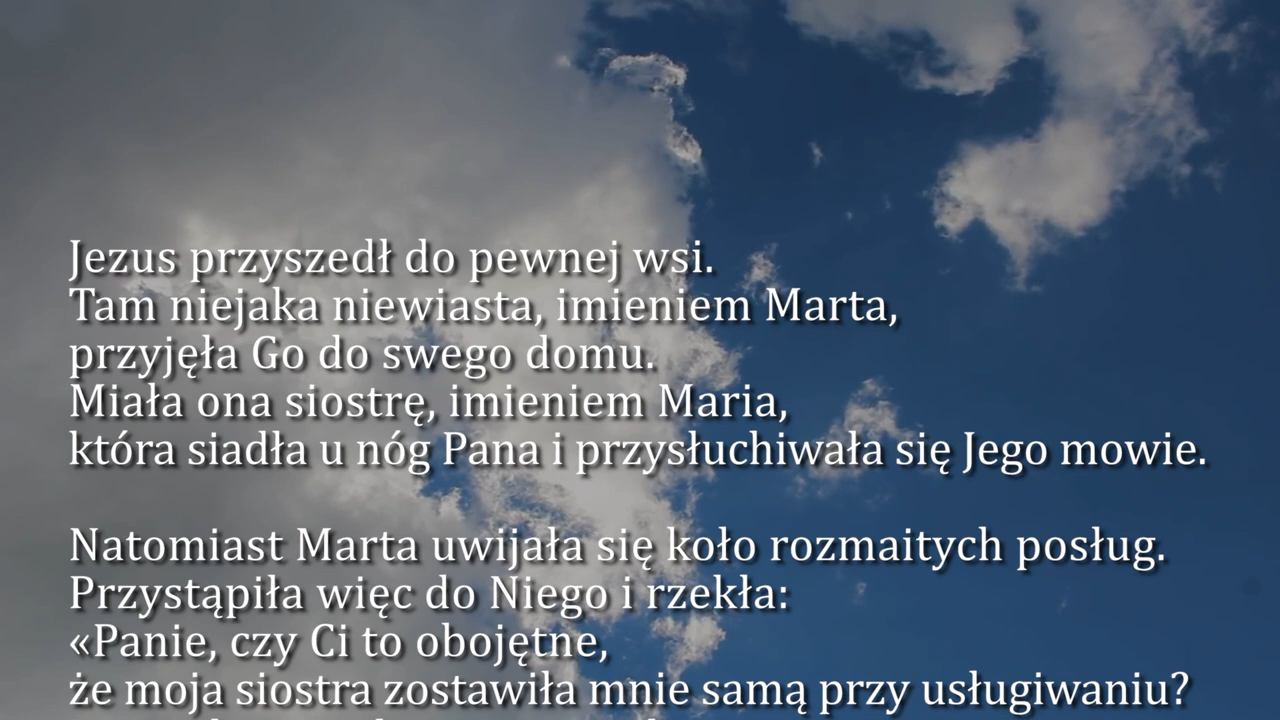 Jezus przyszedł do pewnej wsi.
Tam niejaka niewiasta, imieniem Marta,
przyjęła Go do swego domu.
Miała ona siostrę, imieniem Maria,
która siadła u nóg Pana i przysłuchiwała się Jego mowie.
Natomiast Marta uwijała się koło rozmaitych posług.
Przystąpiła więc do Niego i rzekła:
«Panie, czy Ci to obojętne,
że moja siostra zostawiła mnie samą przy usługiwaniu?